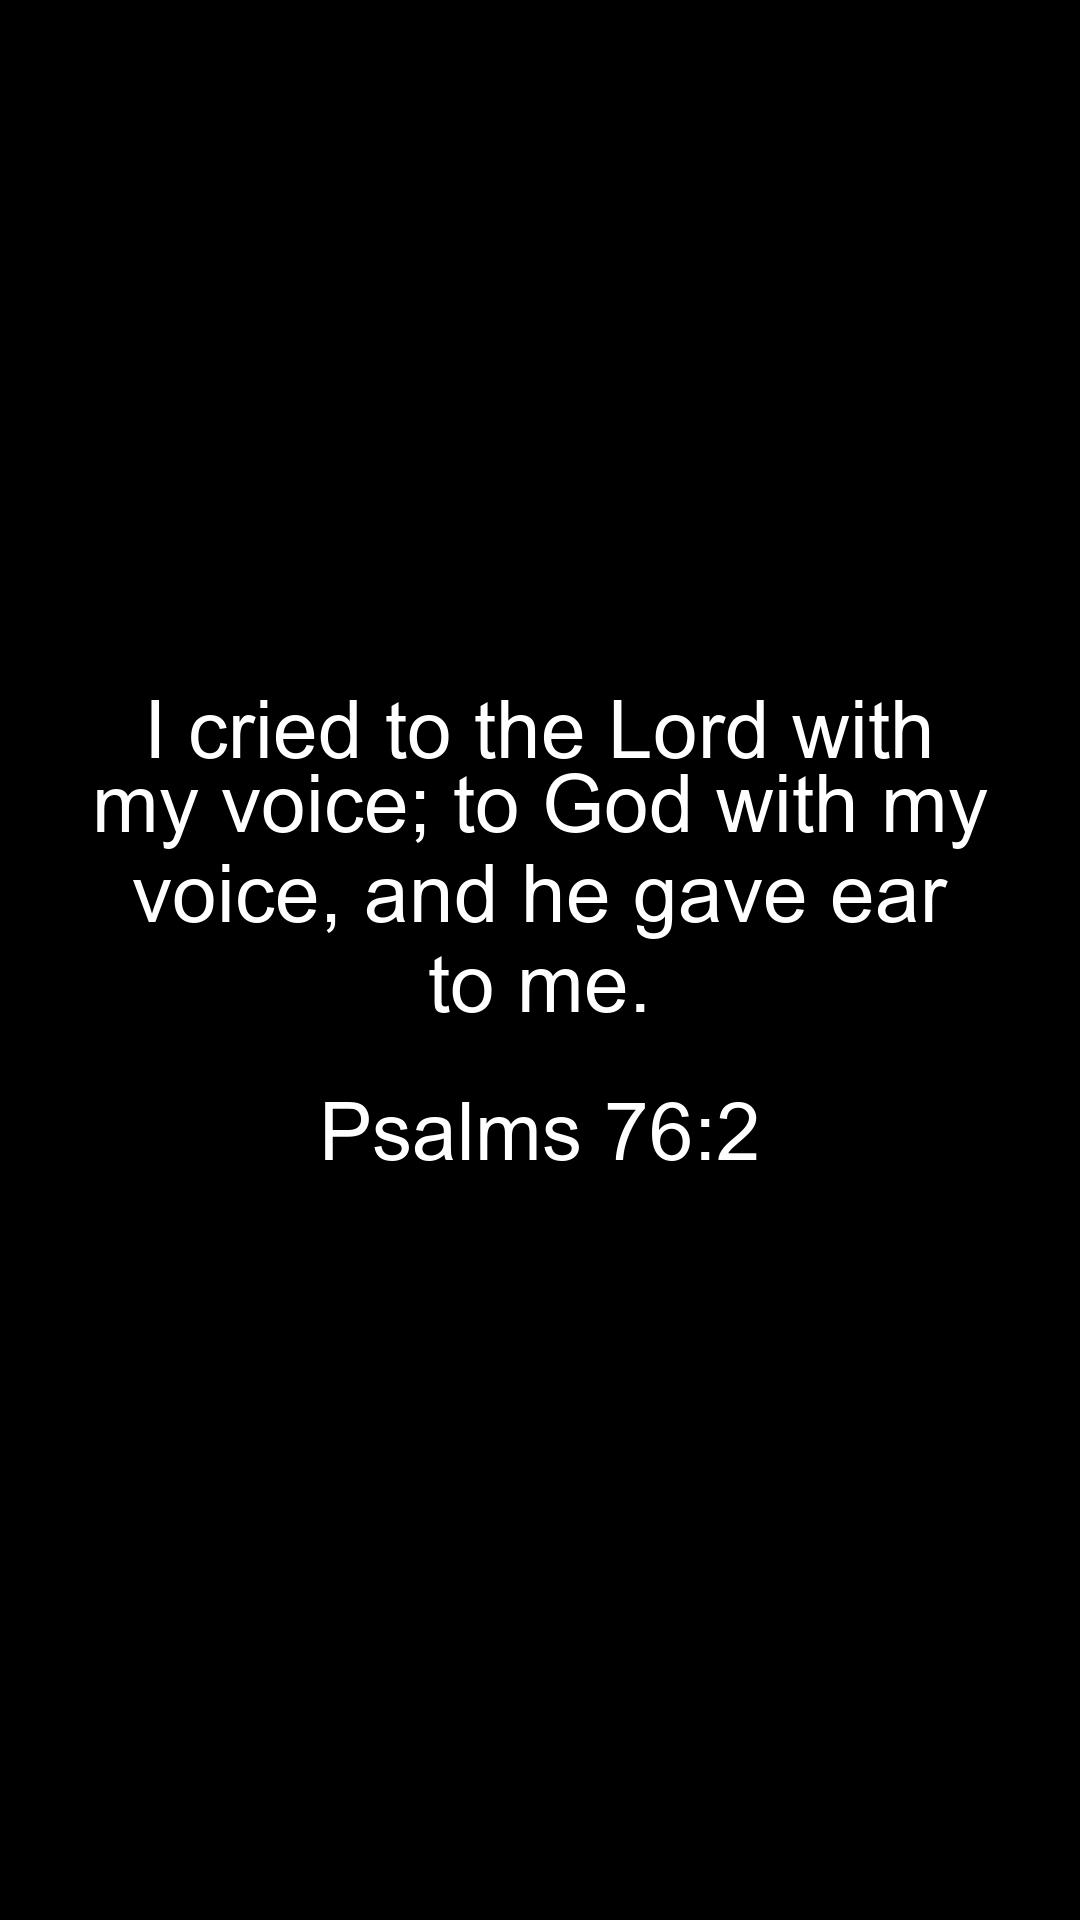 I cried to the Lord with
my voice; to God with my
voice, and he gave ear
to me.
Psalms 76:2